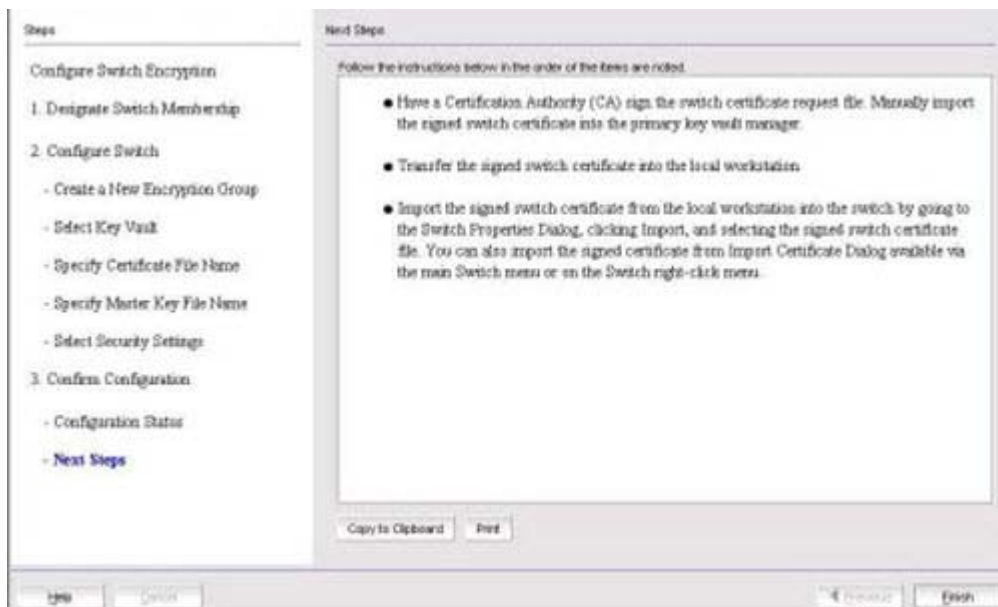 Steps
Configure Switch Encryption
1. Designate Switch Membership
2. Configure Switch
- Create a New Encryption Group
- Select Key Vault
- Specify Certificate File Name
- Specify Master Key File Name
- Select Security Settings
3. Confirm Configuration
- Configuration Status
- Next Steps
Next Steps
Follow the instructions below in the order of the items are noted.
● Have a Certification Authority (CA) sign the switch certificate request file. Manually import
the signed switch certificate into the primary key vault manager.
● Transfer the signed switch certificate into the local workstation
● Import the signed switch certificate from the local workstation into the switch by going to
the Switch Properties Dialog, clicking Import, and selecting the signed switch certificate
file. You can also import the signed certificate from Import Certificate Dialog available via
the main Switch menu or on the Switch right-click menu.
Copy to Clipboard
Print
Help
Cancel
Previous
Finish